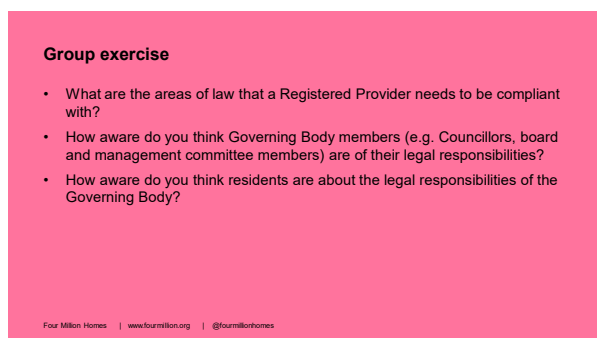 Group exercise
• What are the areas of law that a Registered Provider needs to be compliant
with?
• How aware do you think Governing Body members (e.g. Councillors, board
and management committee members) are of their legal responsibilities?
• How aware do you think residents are about the legal responsibilities of the
Governing Body?
Four Million Homes | www.fourmillion.org | @fourmillionhomes